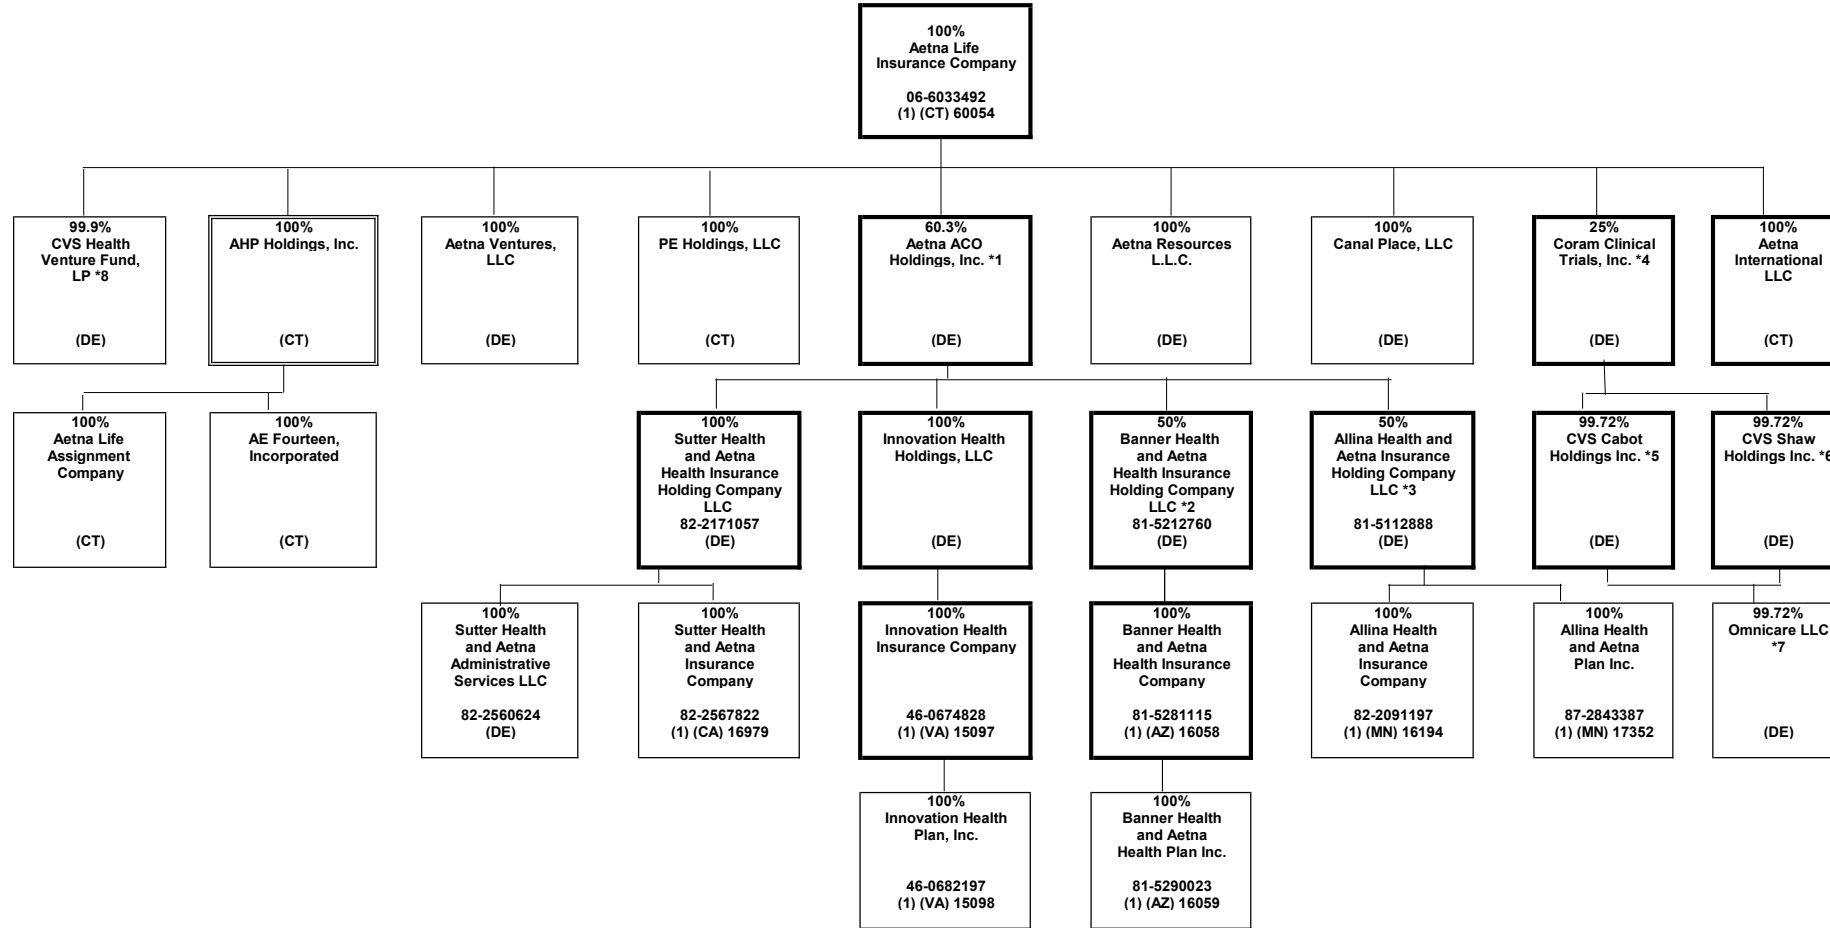 100%
Aetna Life
Insurance Company
06-6033492
(1) (CT) 60054
99.9%
CVS Health
Venture Fund,
LP *8
(DE)
100%
AHP Holdings, Inc.
(CT)
100%
Aetna Ventures,
LLC
(DE)
100%
PE Holdings, LLC
(CT)
60.3%
Aetna ACO
Holdings, Inc. *1
(DE)
100%
Aetna Resources
L.L.C.
(DE)
100%
Canal Place, LLC
(DE)
25%
Coram Clinical
Trials, Inc. *4
(DE)
100%
Aetna
International
LLC
(CT)
100%
Aetna Life
Assignment
Company
(CT)
100%
AE Fourteen,
Incorporated
(CT)
100%
Sutter Health
and Aetna
Health Insurance
Holding Company
LLC
82-2171057
(DE)
100%
Innovation Health
Holdings, LLC
(DE)
50%
Banner Health
and Aetna
Health Insurance
Holding Company
LLC *2
81-5212760
(DE)
50%
Allina Health and
Aetna Insurance
Holding Company
LLC *3
81-5112888
(DE)
99.72%
CVS Cabot
Holdings Inc. *5
(DE)
99.72%
CVS Shaw
Holdings Inc. *6
(DE)
100%
Sutter Health
and Aetna
Administrative
Services LLC
82-2560624
(DE)
100%
Sutter Health
and Aetna
Insurance
Company
82-2567822
(1) (CA) 16979
100%
Innovation Health
Insurance Company
46-0674828
(1) (VA) 15097
100%
Banner Health
and Aetna
Health Insurance
Company
81-5281115
(1) (AZ) 16058
100%
Allina Health
and Aetna
Insurance
Company
82-2091197
(1) (MN) 16194
100%
Allina Health
and Aetna
Plan Inc.
87-2843387
(1) (MN) 17352
99.72%
Omnicare LLC
*7
(DE)
100%
Innovation Health
Plan, Inc.
46-0682197
(1) (VA) 15098
100%
Banner Health
and Aetna
Health Plan Inc.
81-5290023
(1) (AZ) 16059